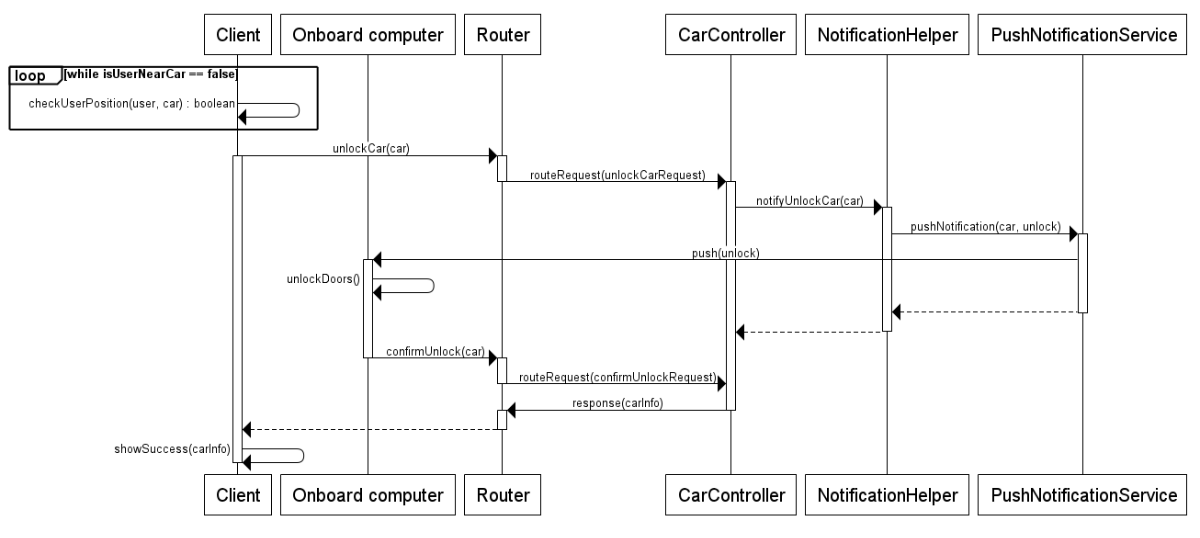 Client
Onboard computer
Router
CarController
NotificationHelper
PushNotificationService
loop
[while isUserNearCar == false]
checkUserPosition(user, car) : boolean
unlockCar(car)
routeRequest(unlockCarRequest)
notifyUnlockCar(car)
pushNotification(car, unlock)
push(unlock)
unlockDoors()
confirmUnlock(car)
routeRequest(confirmUnlockRequest)
response(carInfo)
showSuccess(carInfo)
Client
Onboard computer
Router
CarController
NotificationHelper
PushNotificationService